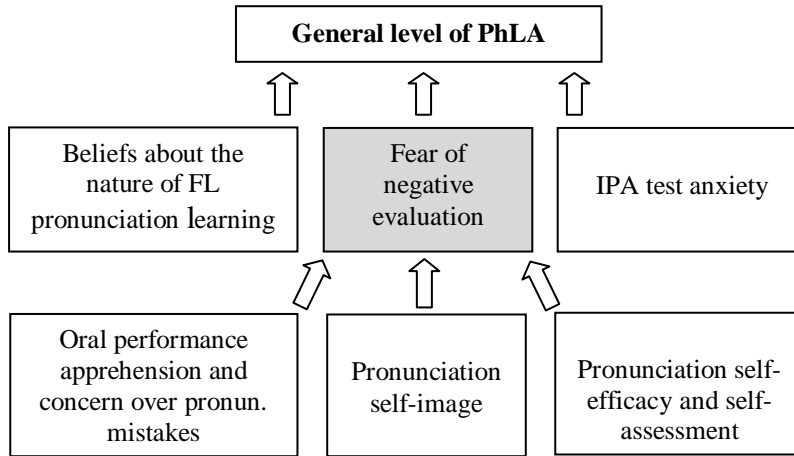 General level of PhLA
Beliefs about the
nature of FL
pronunciation learning
Fear of
negative
evaluation
IPA test anxiety
Oral performance
apprehension and
concern over pronun.
mistakes
Pronunciation
self-image
Pronunciation self-
efficacy and self-
assessment